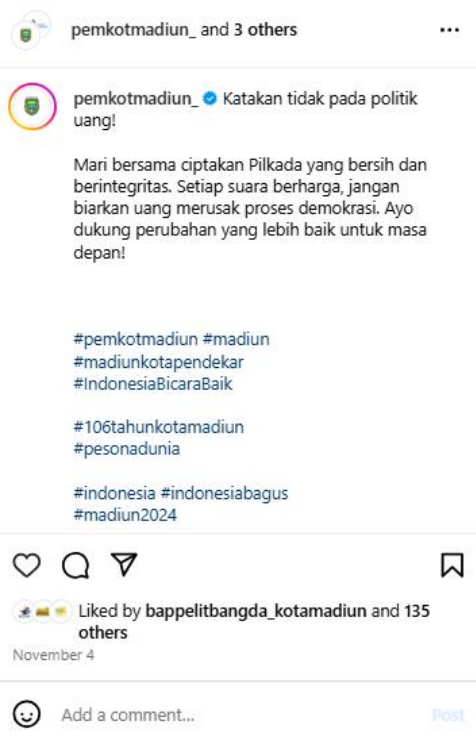 pemkotmadiun_ and 3 others
pemkotmadiun_ Katakan tidak pada politik
uang!
Mari bersama ciptakan Pilkada yang bersih dan
berintegritas. Setiap suara berharga, jangan
biarkan uang merusak proses demokrasi. Ayo
dukung perubahan yang lebih baik untuk masa
depan!
#pemkotmadiun #madiun
#madiunkotapendekar
#IndonesiaBicaraBaik
#106tahunkotamadiun
#pesonadunia
#indonesia #indonesiabagus
#madiun2024
Liked by bappelitbangda_kotamadiun and 135
others
November 4
Add a comment...
Post